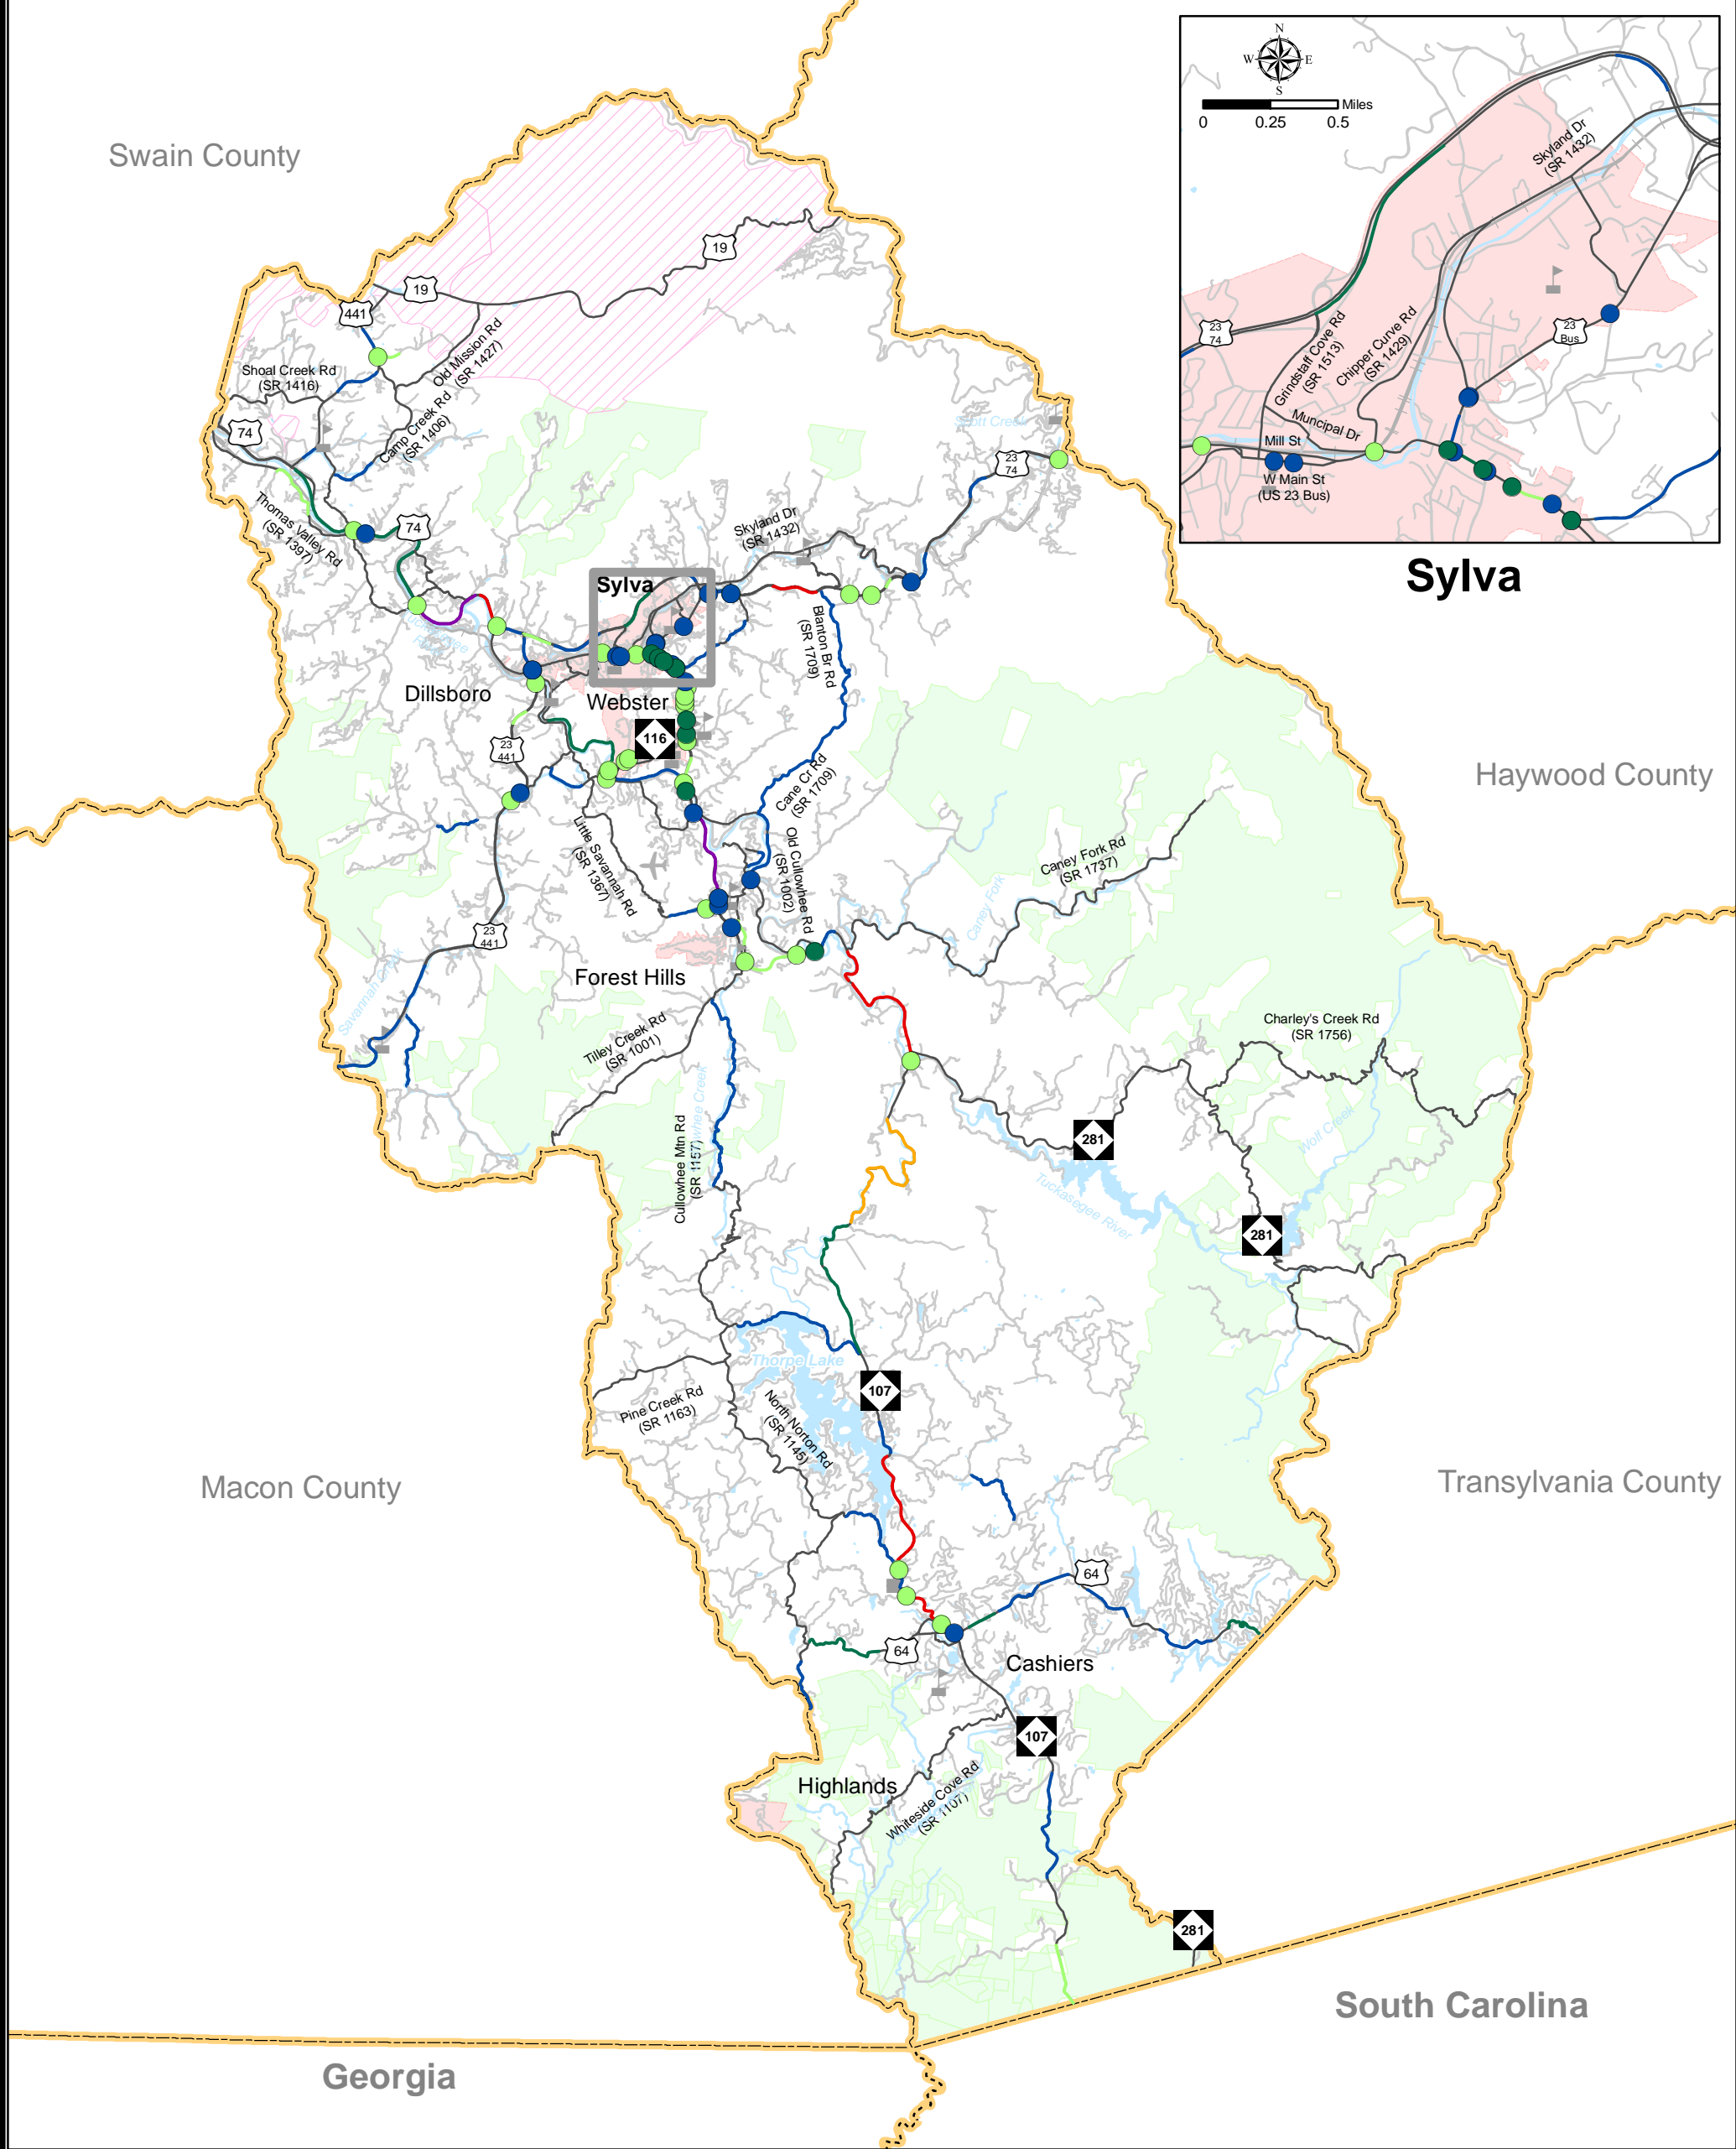 N
W E
S
Miles
0 0.25 0.5
Skyland Dr
(SR 1432)
23
74
Grindstaff Cove Rd
(SR 1513)
Chipper Curve Rd
(SR 1429)
23
Bus
Muncipal Dr
Mill St
W Main St
(US 23 Bus)
Sylva
Swain County
19
19
441
Old Mission Rd
(SR 1427)
Shoal Creek Rd
(SR 1416)
Camp Creek Rd
(SR 1406)
74
Scott Creek
23
74
Thomas Valley Rd
(SR 1397)
74
Skyland Dr
(SR 1432)
Sylva
Blanton Br Rd
(SR 1709)
Dillsboro
Webster
116
23
441
Haywood County
Cane Cr Rd
(SR 1709)
Little Savannah Rd
(SR 1367)
Old Cullowhee Rd
(SR 1002)
Caney Fork Rd
(SR 1737)
Caney Fork
23
441
Forest Hills
Tilley Creek Rd
(SR 1001)
Charley's Creek Rd
(SR 1756)
Wolf Creek
281
Cullowhee Mtn Rd
(SR 1157)
Tuckasegee River
281
Thorpe Lake
107
Pine Creek Rd
(SR 1163)
North Norton Rd
(SR 1145)
Macon County
Transylvania County
64
64
Cashiers
107
Highlands
Whiteside Cove Rd
(SR 1107)
281
South Carolina
Georgia